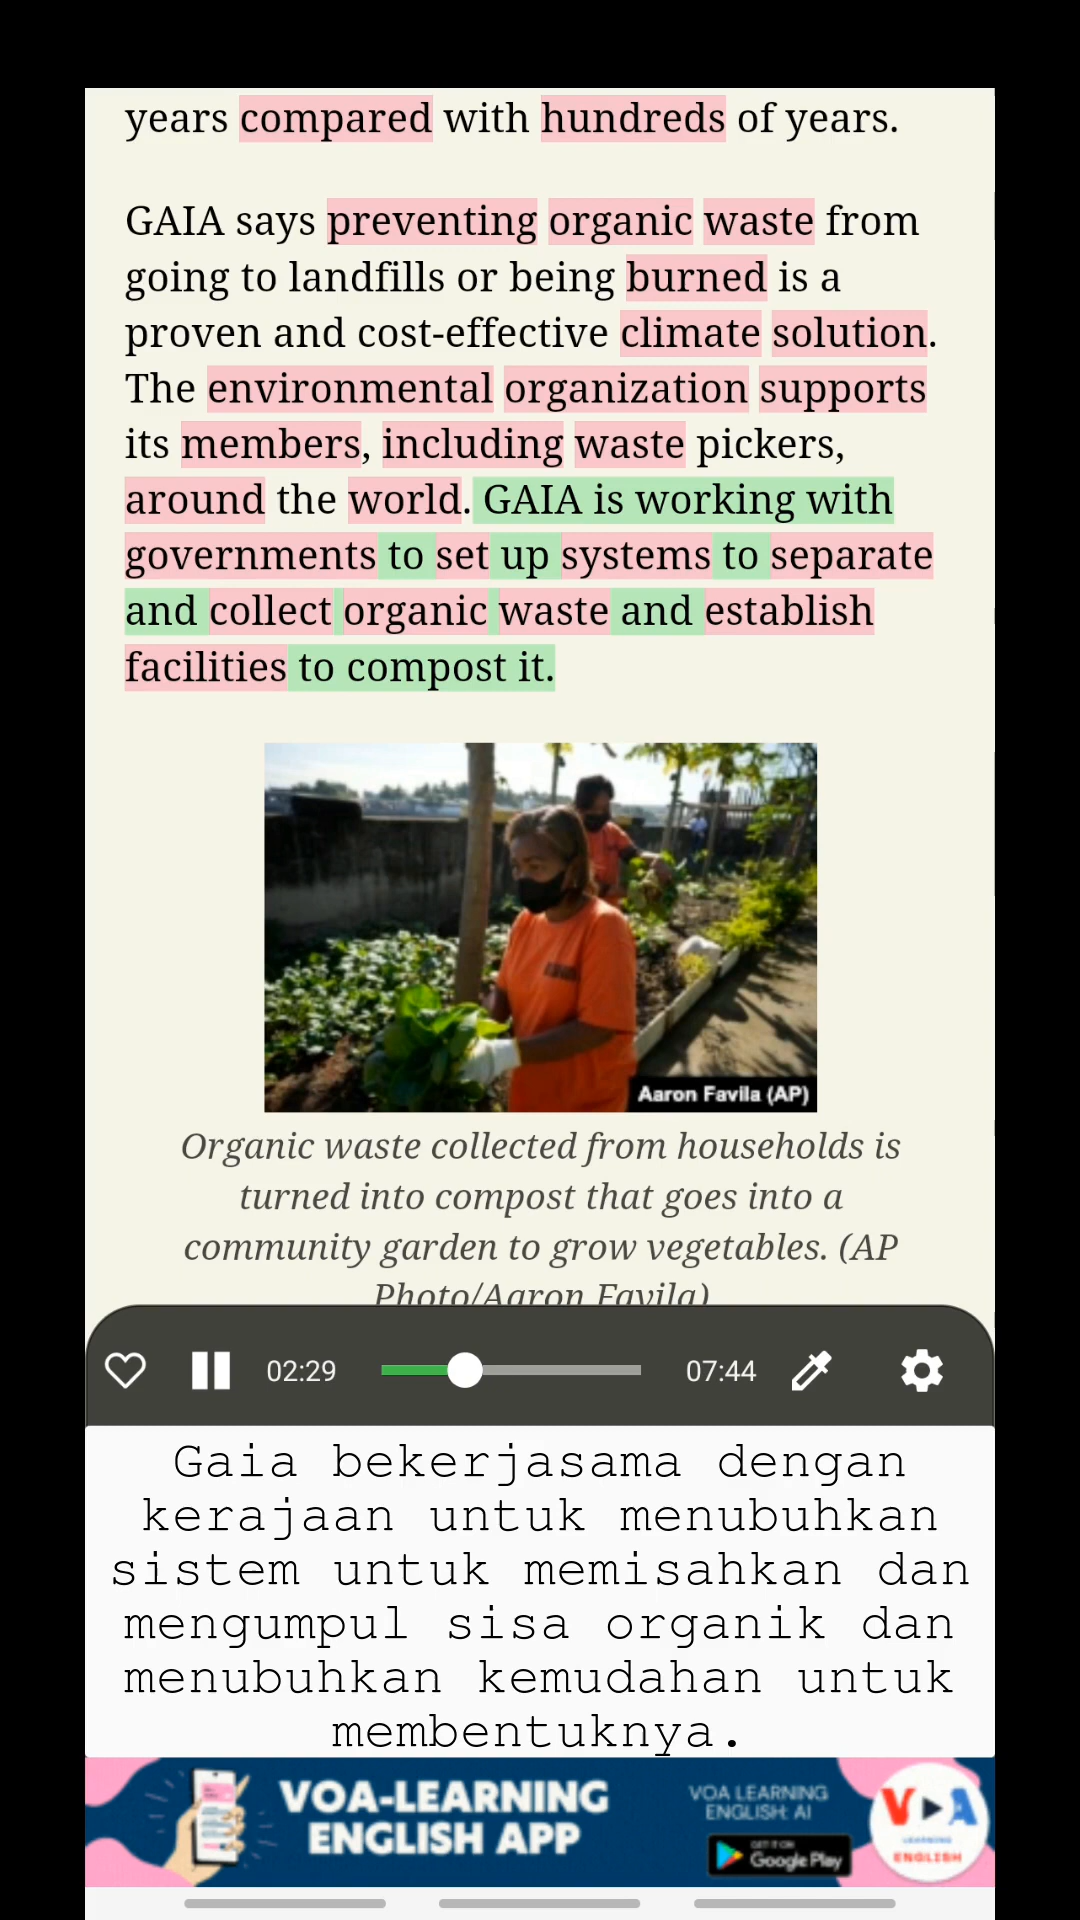 years compared with hundreds of years.
GAIA says preventing organic waste from
going to landfills or being burned is a
proven and cost-effective climate solution.
The environmental organization supports
its members, including waste pickers,
around the world. GAIA is working with
governments to set up systems to separate
and collect organic waste and establish
facilities to compost it.
Aaron Favila (AP)
Organic waste collected from households is
turned into compost that goes into a
community garden to grow vegetables. (AP
Photo/Aaron Favila)
02:29
07:44
Gaia bekerjasama dengan
kerajaan untuk menubuhkan
sistem untuk memisahkan dan
mengumpul sisa organik dan
menubuhkan kemudahan untuk
membentuknya.
VOA-LEARNING
ENGLISH APP
VOA LEARNING
ENGLISH: AI
GET IT ON
Google Play
VOA
LEARNING
ENGLISH